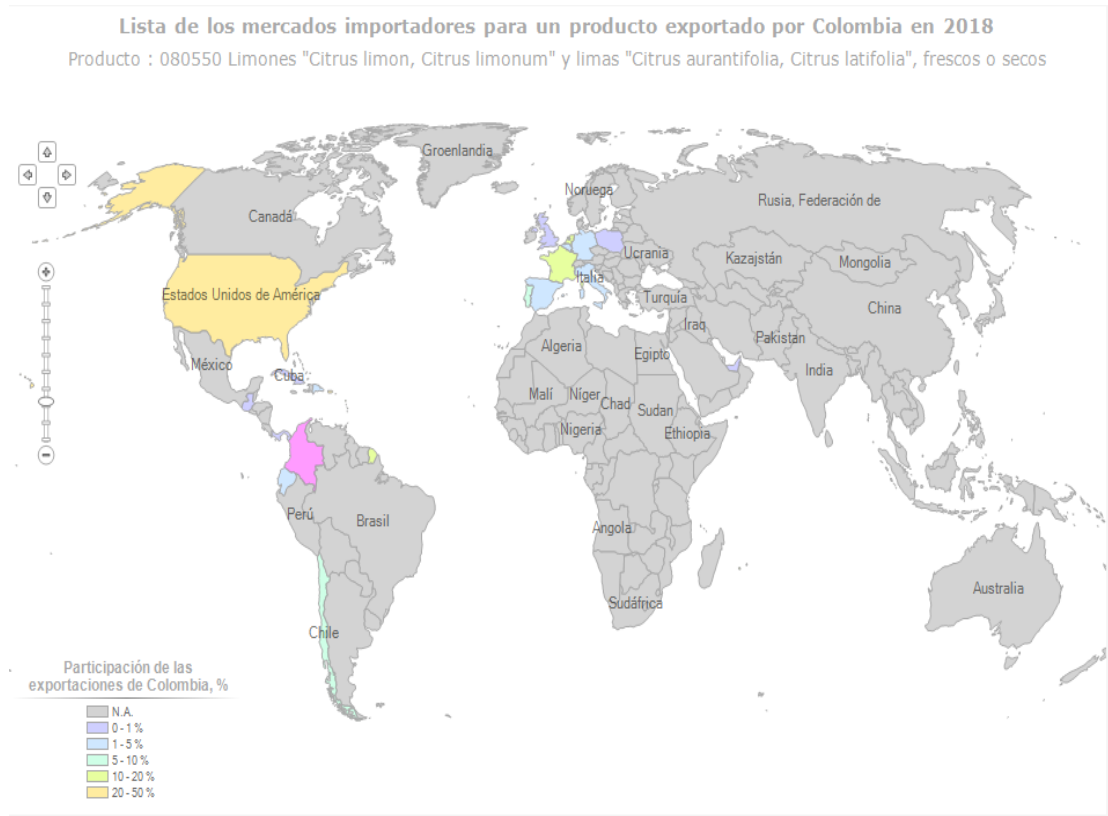 Lista de los mercados importadores para un producto exportado por Colombia en 2018
Producto : 080550 Limones "Citrus limon, Citrus limonum" y limas "Citrus aurantifolia, Citrus latifolia", frescos o secos
Groenlandia
Noruega
Rusia, Federación de
Canadá
Ucrania
Kazajstán
Mongolia
Italia
Estados Unidos de América
Turquía
China
Iraq
Pakistan
Algeria
Egipto
México
India
Cuba
Malí
Níger
Chad
Sudan
Nigeria
Ethiopia
Perú
Brasil
Angola
Australia
Sudáfrica
Chile
Participación de las
exportaciones de Colombia, %
N.A.
0 - 1 %
1 - 5 %
5 - 10 %
10 - 20 %
20 - 50 %